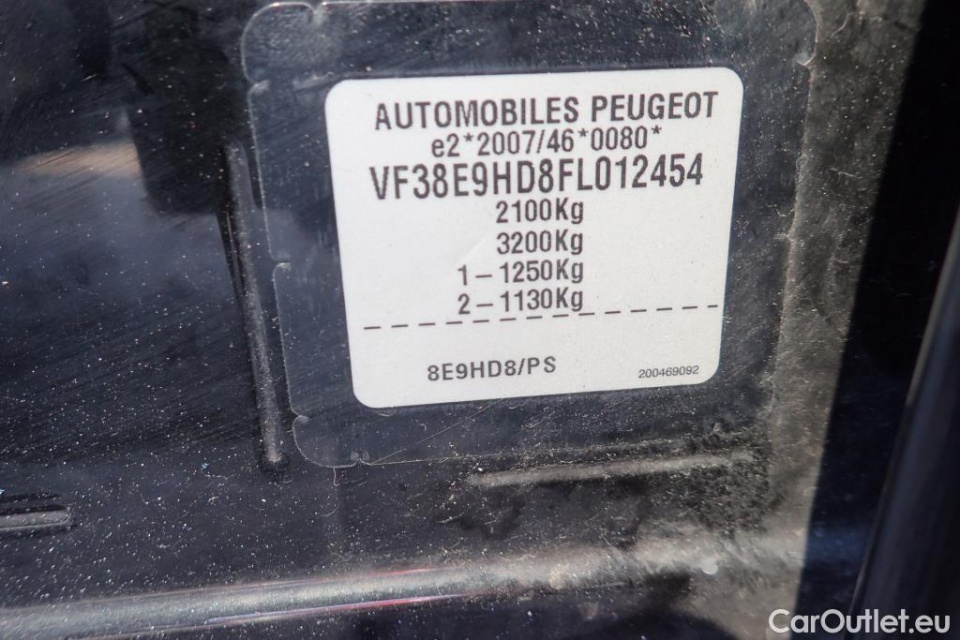 AUTOMOBILES PEUGEOT
e2*2007/46*0080*
VF38E9HD8FL012454
2100Kg
3200Kg
1-1250Kg
2-1130Kg
8E9HD8/PS
200469092
CarOutlet.eu